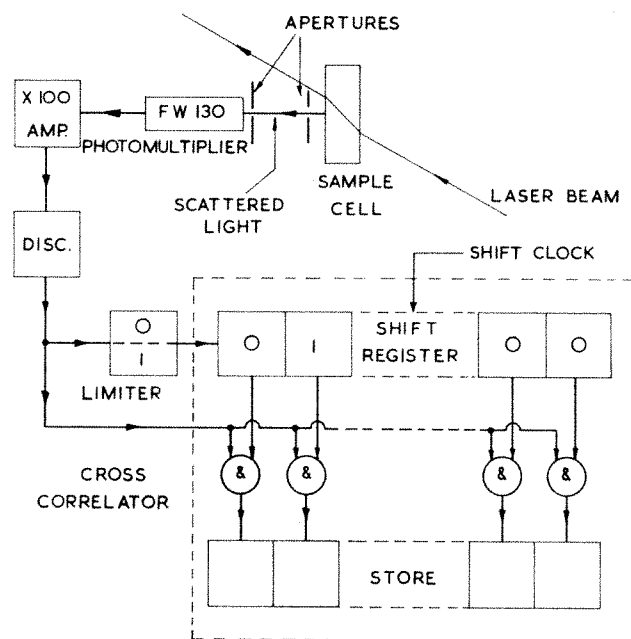 APERTURES
X 100
AMP.
FW 130
PHOTOMULTIPLIER
SCATTERED
LIGHT
SAMPLE
CELL
LASER BEAM
DISC.
SHIFT CLOCK
O
I
LIMITER
O
I
SHIFT
REGISTER
O
O
&
&
&
&
CROSS
CORRELATOR
STORE